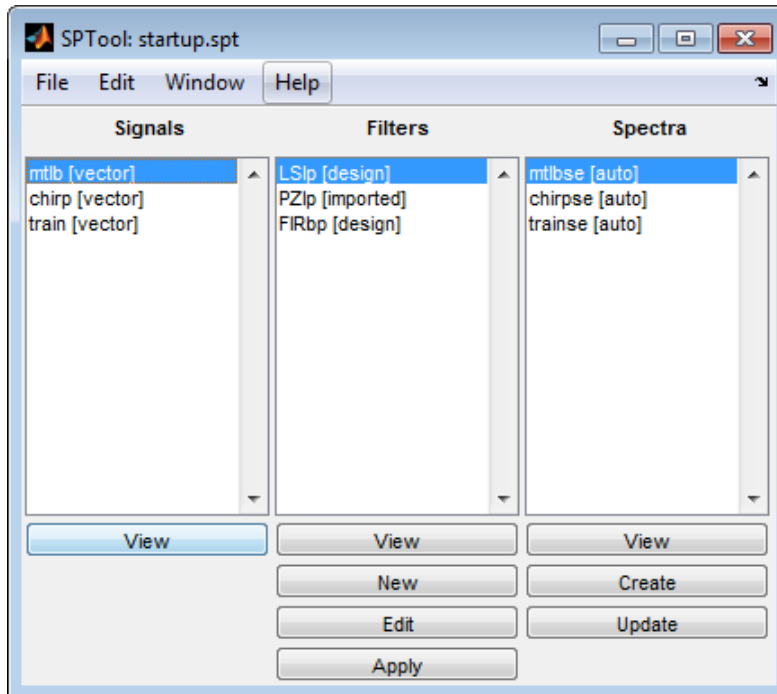 SPTool: startup.spt
File Edit Window Help
Signals Filters Spectra
mtlb [vector] LSlp [design] mtlbse [auto]
chirp [vector] PZlp [imported] chirpse [auto]
train [vector] FIRbp [design] trainse [auto]
View View View
New Create
Edit Update
Apply